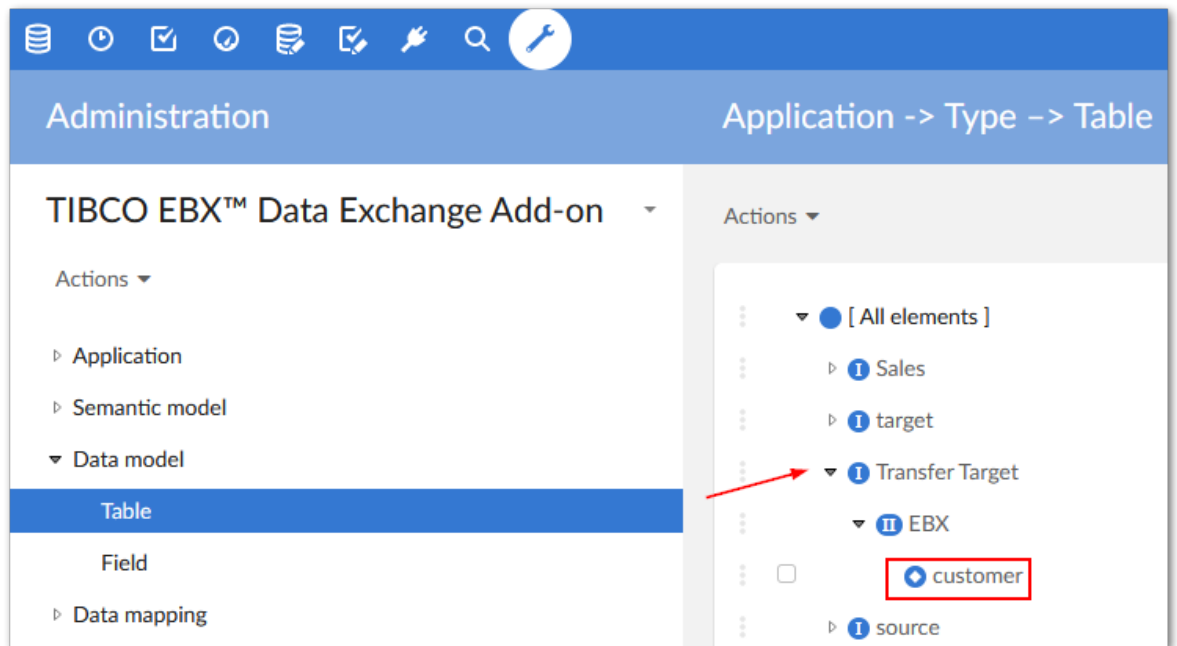 Administration
Application -> Type –> Table
TIBCO EBX™ Data Exchange Add-on
Actions
Application
Semantic model
Data model
Table
Field
Data mapping
Actions
[ All elements ]
I Sales
I target
I Transfer Target
II EBX
customer
I source